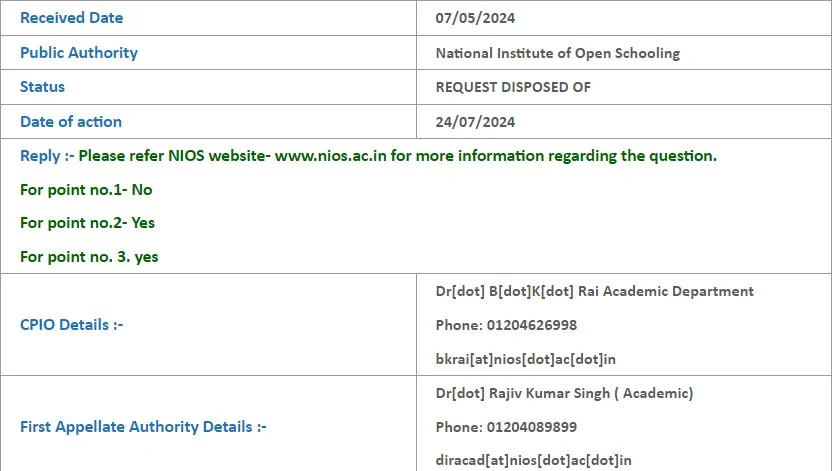 Received Date 07/05/2024
Public Authority National Institute of Open Schooling
Status REQUEST DISPOSED OF
Date of action 24/07/2024
Reply :- Please refer NIOS website- www.nios.ac.in for more information regarding the question.
For point no.1- No
For point no.2- Yes
For point no. 3. yes
CPIO Details :-
Dr[dot] B[dot]K[dot] Rai Academic Department
Phone: 01204626998
bkrai[at]nios[dot]ac[dot]in
First Appellate Authority Details :-
Dr[dot] Rajiv Kumar Singh ( Academic)
Phone: 01204089899
diracad[at]nios[dot]ac[dot]in